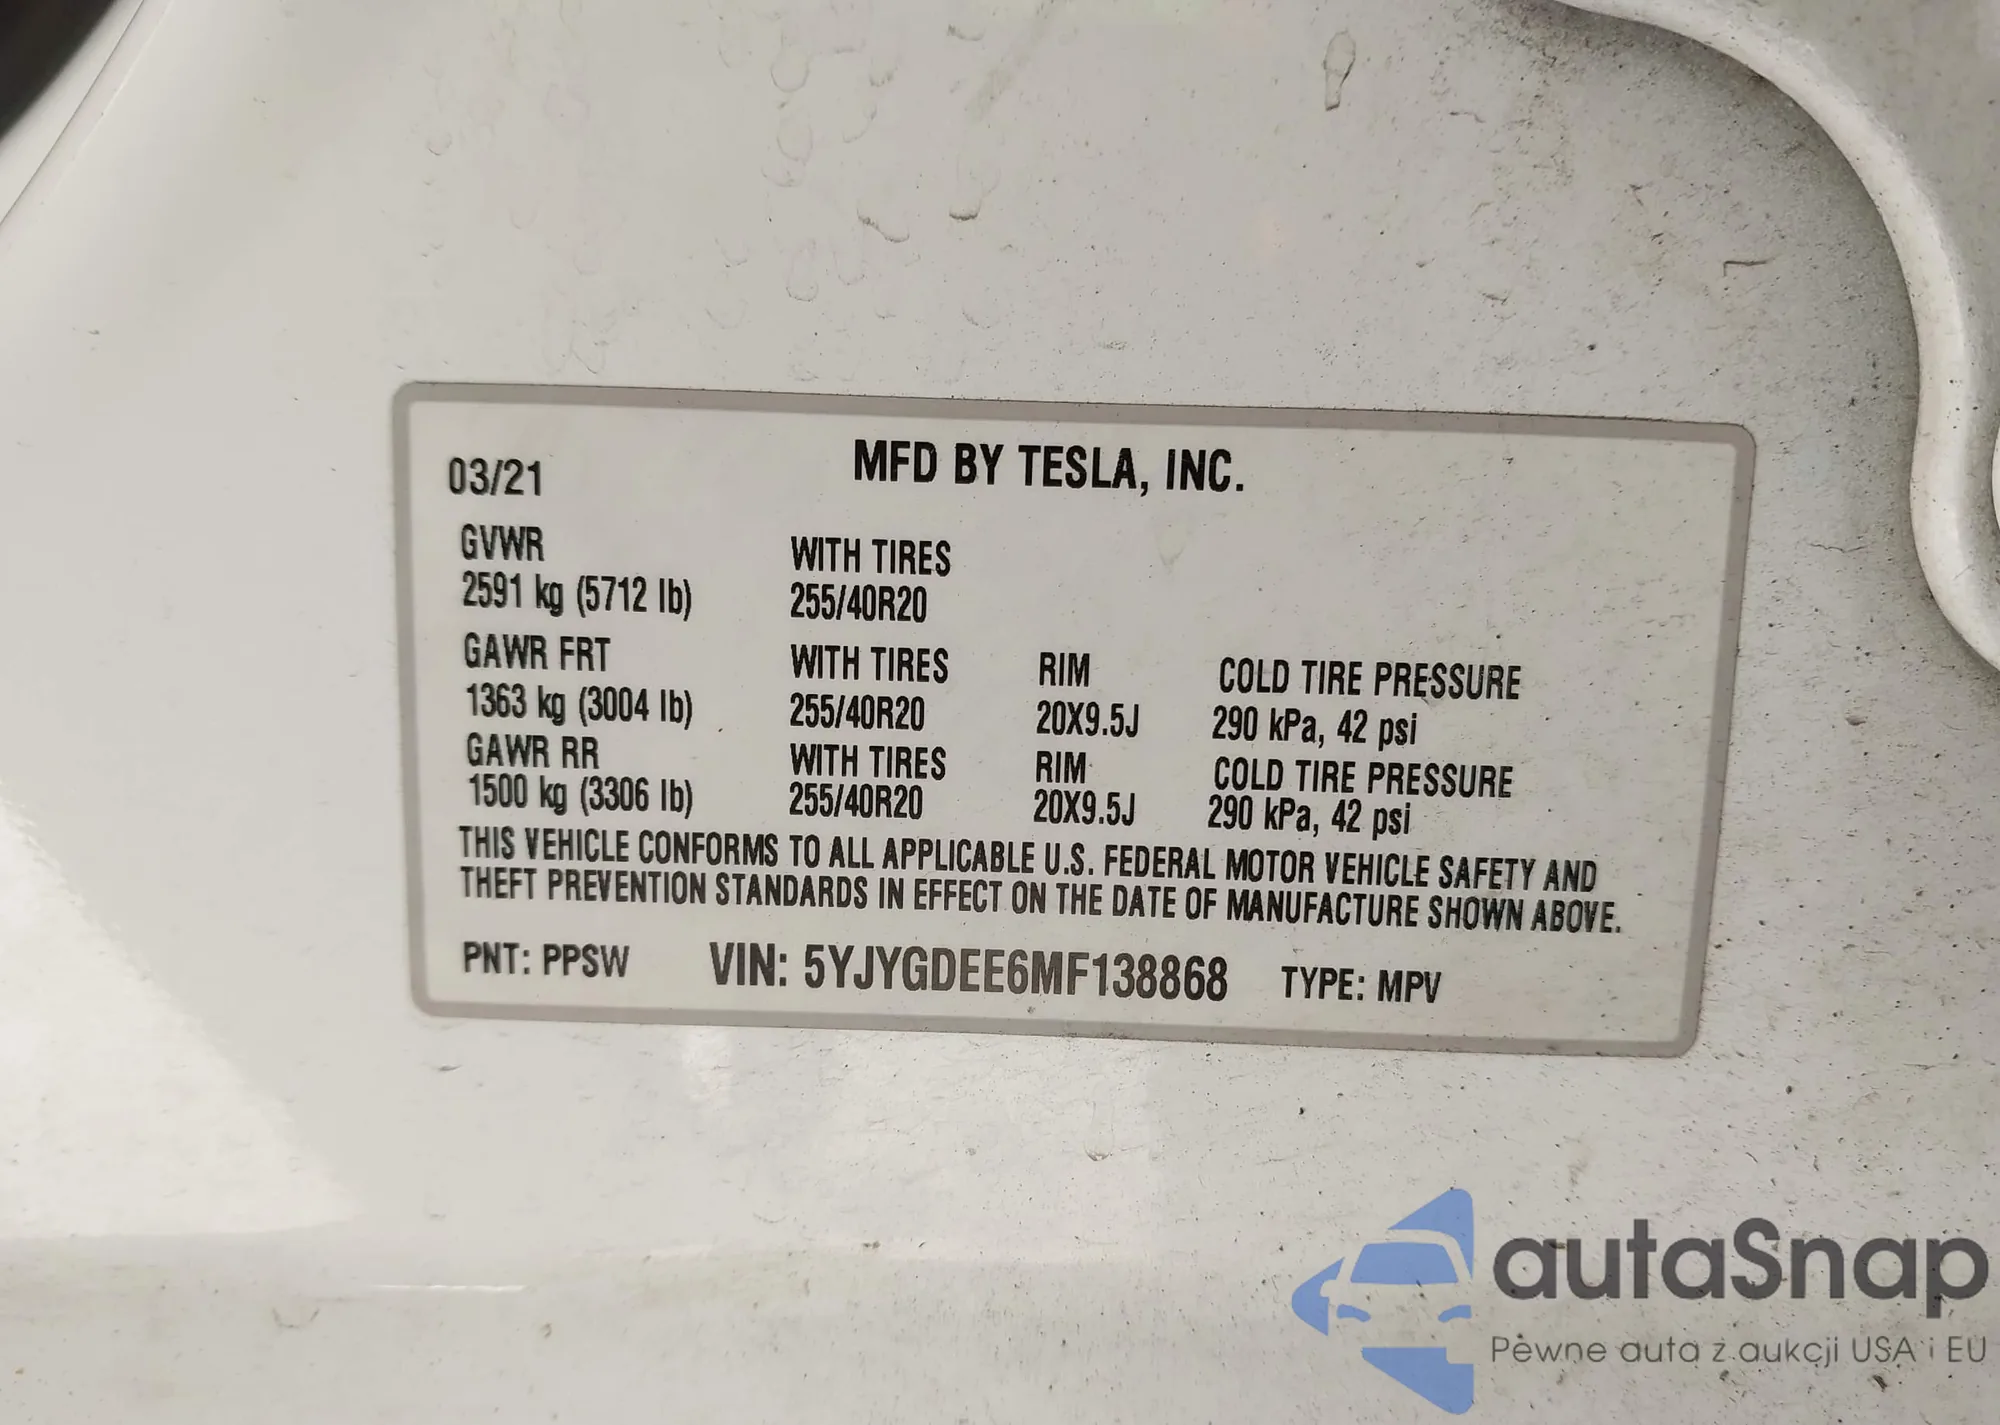 03/21 MFD BY TESLA, INC.
GVWR WITH TIRES
2591 kg (5712 lb) 255/40R20
GAWR FRT WITH TIRES RIM COLD TIRE PRESSURE
1363 kg (3004 lb) 255/40R20 20X9.5J 290 kPa, 42 psi
GAWR RR WITH TIRES RIM COLD TIRE PRESSURE
1500 kg (3306 lb) 255/40R20 20X9.5J 290 kPa, 42 psi
THIS VEHICLE CONFORMS TO ALL APPLICABLE U.S. FEDERAL MOTOR VEHICLE SAFETY AND
THEFT PREVENTION STANDARDS IN EFFECT ON THE DATE OF MANUFACTURE SHOWN ABOVE.
PNT: PPSW VIN: 5YJYGDEE6MF138868 TYPE: MPV
autaSnap
Pewne auta z aukcji USA i EU